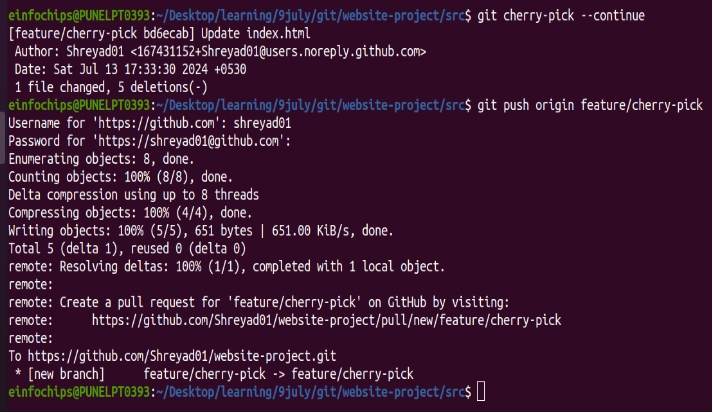 einfochips@PUNELPT0393:~/Desktop/learning/9july/git/website-project/src$ git cherry-pick --continue
[feature/cherry-pick bd6ecab] Update index.html
 Author: Shreyad01 <167431152+Shreyad01@users.noreply.github.com>
 Date: Sat Jul 13 17:33:30 2024 +0530
 1 file changed, 5 deletions(-)
einfochips@PUNELPT0393:~/Desktop/learning/9july/git/website-project/src$ git push origin feature/cherry-pick
Username for 'https://github.com': shreyad01
Password for 'https://shreyad01@github.com':
Enumerating objects: 8, done.
Counting objects: 100% (8/8), done.
Delta compression using up to 8 threads
Compressing objects: 100% (4/4), done.
Writing objects: 100% (5/5), 651 bytes | 651.00 KiB/s, done.
Total 5 (delta 1), reused 0 (delta 0)
remote: Resolving deltas: 100% (1/1), completed with 1 local object.
remote:
remote: Create a pull request for 'feature/cherry-pick' on GitHub by visiting:
remote:      https://github.com/Shreyad01/website-project/pull/new/feature/cherry-pick
remote:
To https://github.com/Shreyad01/website-project.git
 * [new branch]      feature/cherry-pick -> feature/cherry-pick
einfochips@PUNELPT0393:~/Desktop/learning/9july/git/website-project/src$